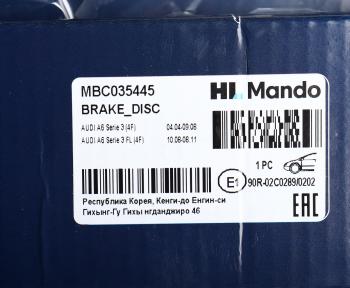 MBC035445
HL Mando
BRAKE_DISC
AUDI A6 Serie 3 (4F) 04.04-09.08
AUDI A6 Serie 3 FL (4F) 10.08-08.11
1 PC
E1 90R-02C0289/0202
Республика Корея, Кенги-до Енгин-си
Гихынг-Гу Гихы нгданджиро 46
EAC